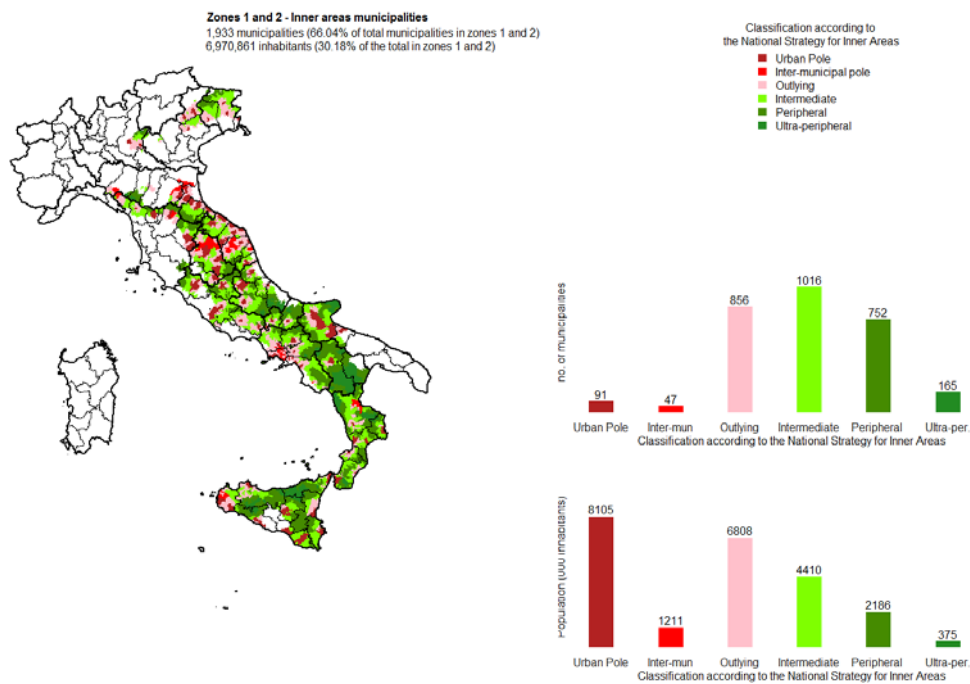 Zones 1 and 2 - Inner areas municipalities
1,933 municipalities (66.04% of total municipalities in zones 1 and 2)
6,970,861 inhabitants (30.18% of the total in zones 1 and 2)
Classification according to
the National Strategy for Inner Areas
Urban Pole
Inter-municipal pole
Outlying
Intermediate
Peripheral
Ultra-peripheral
no. of municipalities
91
47
856
1016
752
165
Urban Pole Inter-mun Outlying Intermediate Peripheral Ultra-per.
Classification according to the National Strategy for Inner Areas
Population (000 inhabitants)
8105
1211
6808
4410
2186
375
Urban Pole Inter-mun Outlying Intermediate Peripheral Ultra-per.
Classification according to the National Strategy for Inner Areas